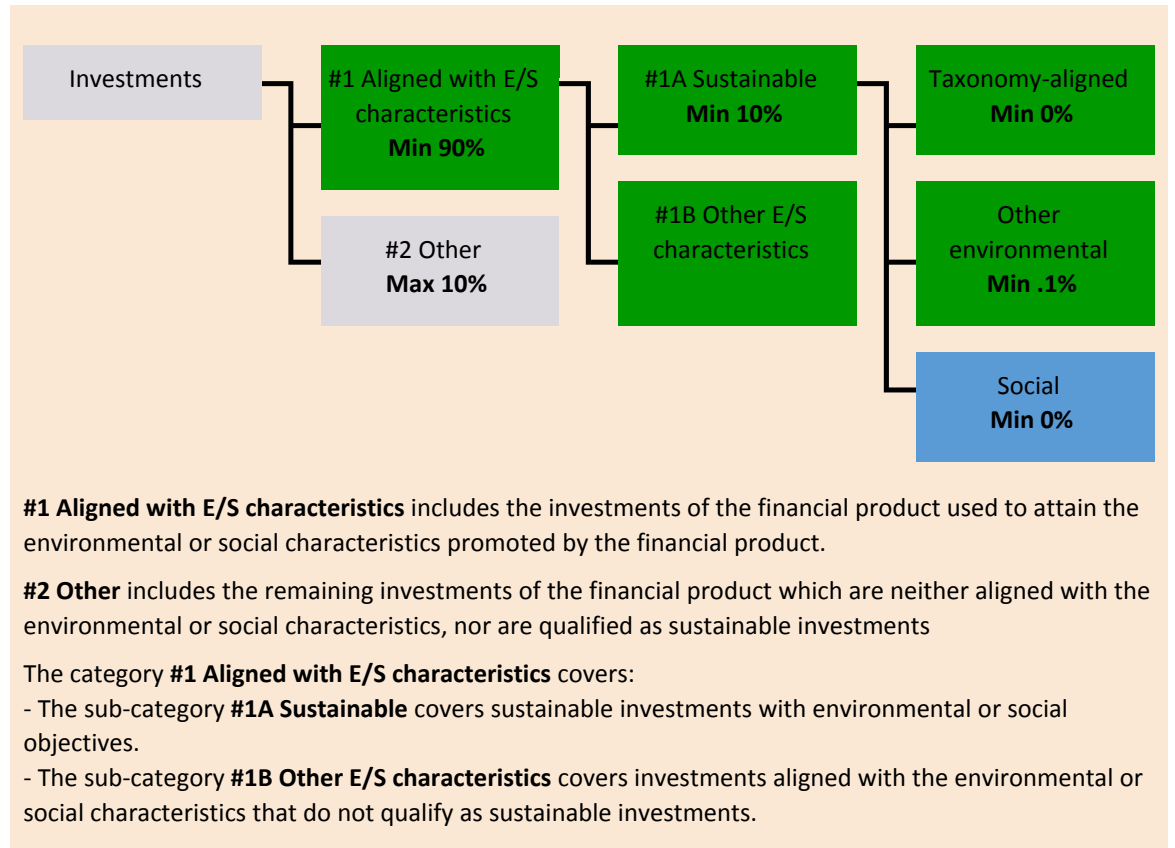 Investments
#1 Aligned with E/S
characteristics
Min 90%
#2 Other
Max 10%
#1A Sustainable
Min 10%
#1B Other E/S
characteristics
Taxonomy-aligned
Min 0%
Other
environmental
Min .1%
Social
Min 0%
#1 Aligned with E/S characteristics includes the investments of the financial product used to attain the
environmental or social characteristics promoted by the financial product.
#2 Other includes the remaining investments of the financial product which are neither aligned with the
environmental or social characteristics, nor are qualified as sustainable investments
The category #1 Aligned with E/S characteristics covers:
- The sub-category #1A Sustainable covers sustainable investments with environmental or social
objectives.
- The sub-category #1B Other E/S characteristics covers investments aligned with the environmental or
social characteristics that do not qualify as sustainable investments.